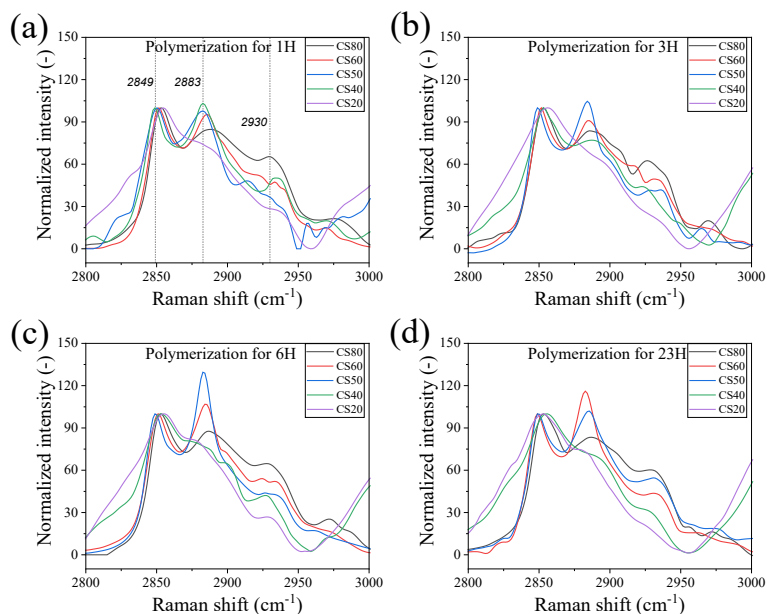 (a)
Polymerization for 1H
2849
2883
2930
CS80
CS60
CS50
CS40
CS20
Normalized intensity (-)
150
120
90
60
30
0
2800 2850 2900 2950 3000
Raman shift (cm⁻¹)
(b)
Polymerization for 3H
CS80
CS60
CS50
CS40
CS20
Normalized intensity (-)
150
120
90
60
30
0
2800 2850 2900 2950 3000
Raman shift (cm⁻¹)
(c)
Polymerization for 6H
CS80
CS60
CS50
CS40
CS20
Normalized intensity (-)
150
120
90
60
30
0
2800 2850 2900 2950 3000
Raman shift (cm⁻¹)
(d)
Polymerization for 23H
CS80
CS60
CS50
CS40
CS20
Normalized intensity (-)
150
120
90
60
30
0
2800 2850 2900 2950 3000
Raman shift (cm⁻¹)